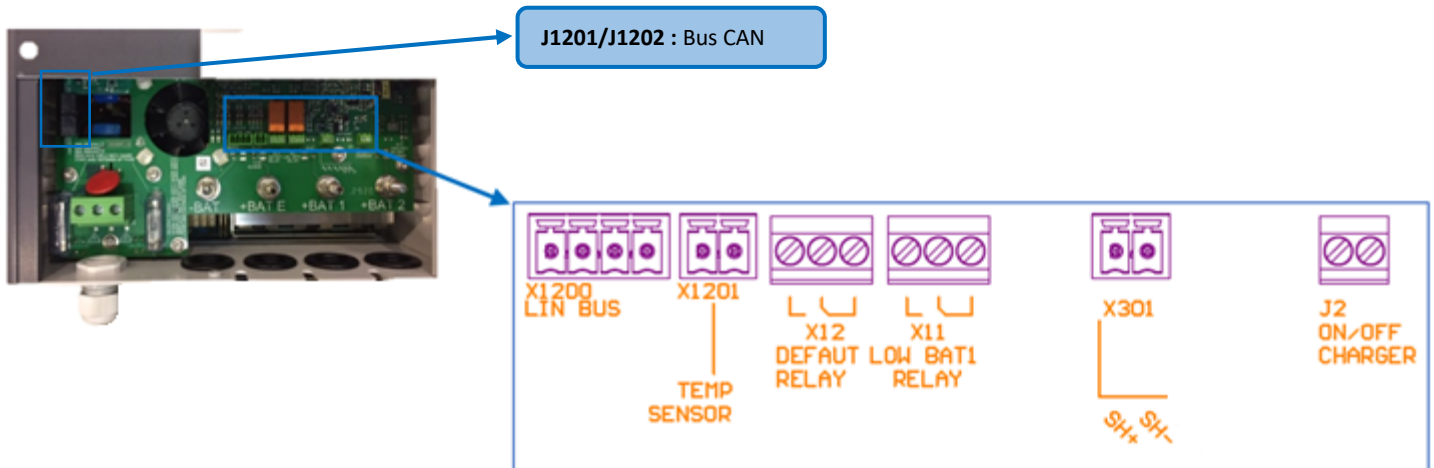 J1201/J1202 : Bus CAN
-BAT
+BAT E
+BAT 1
+BAT 2
X1200
LIN BUS
X1201
TEMP
SENSOR
X12
DEFAUT
RELAY
X11
LOW BAT1
RELAY
X301
SH+
SH-
J2
ON/OFF
CHARGER